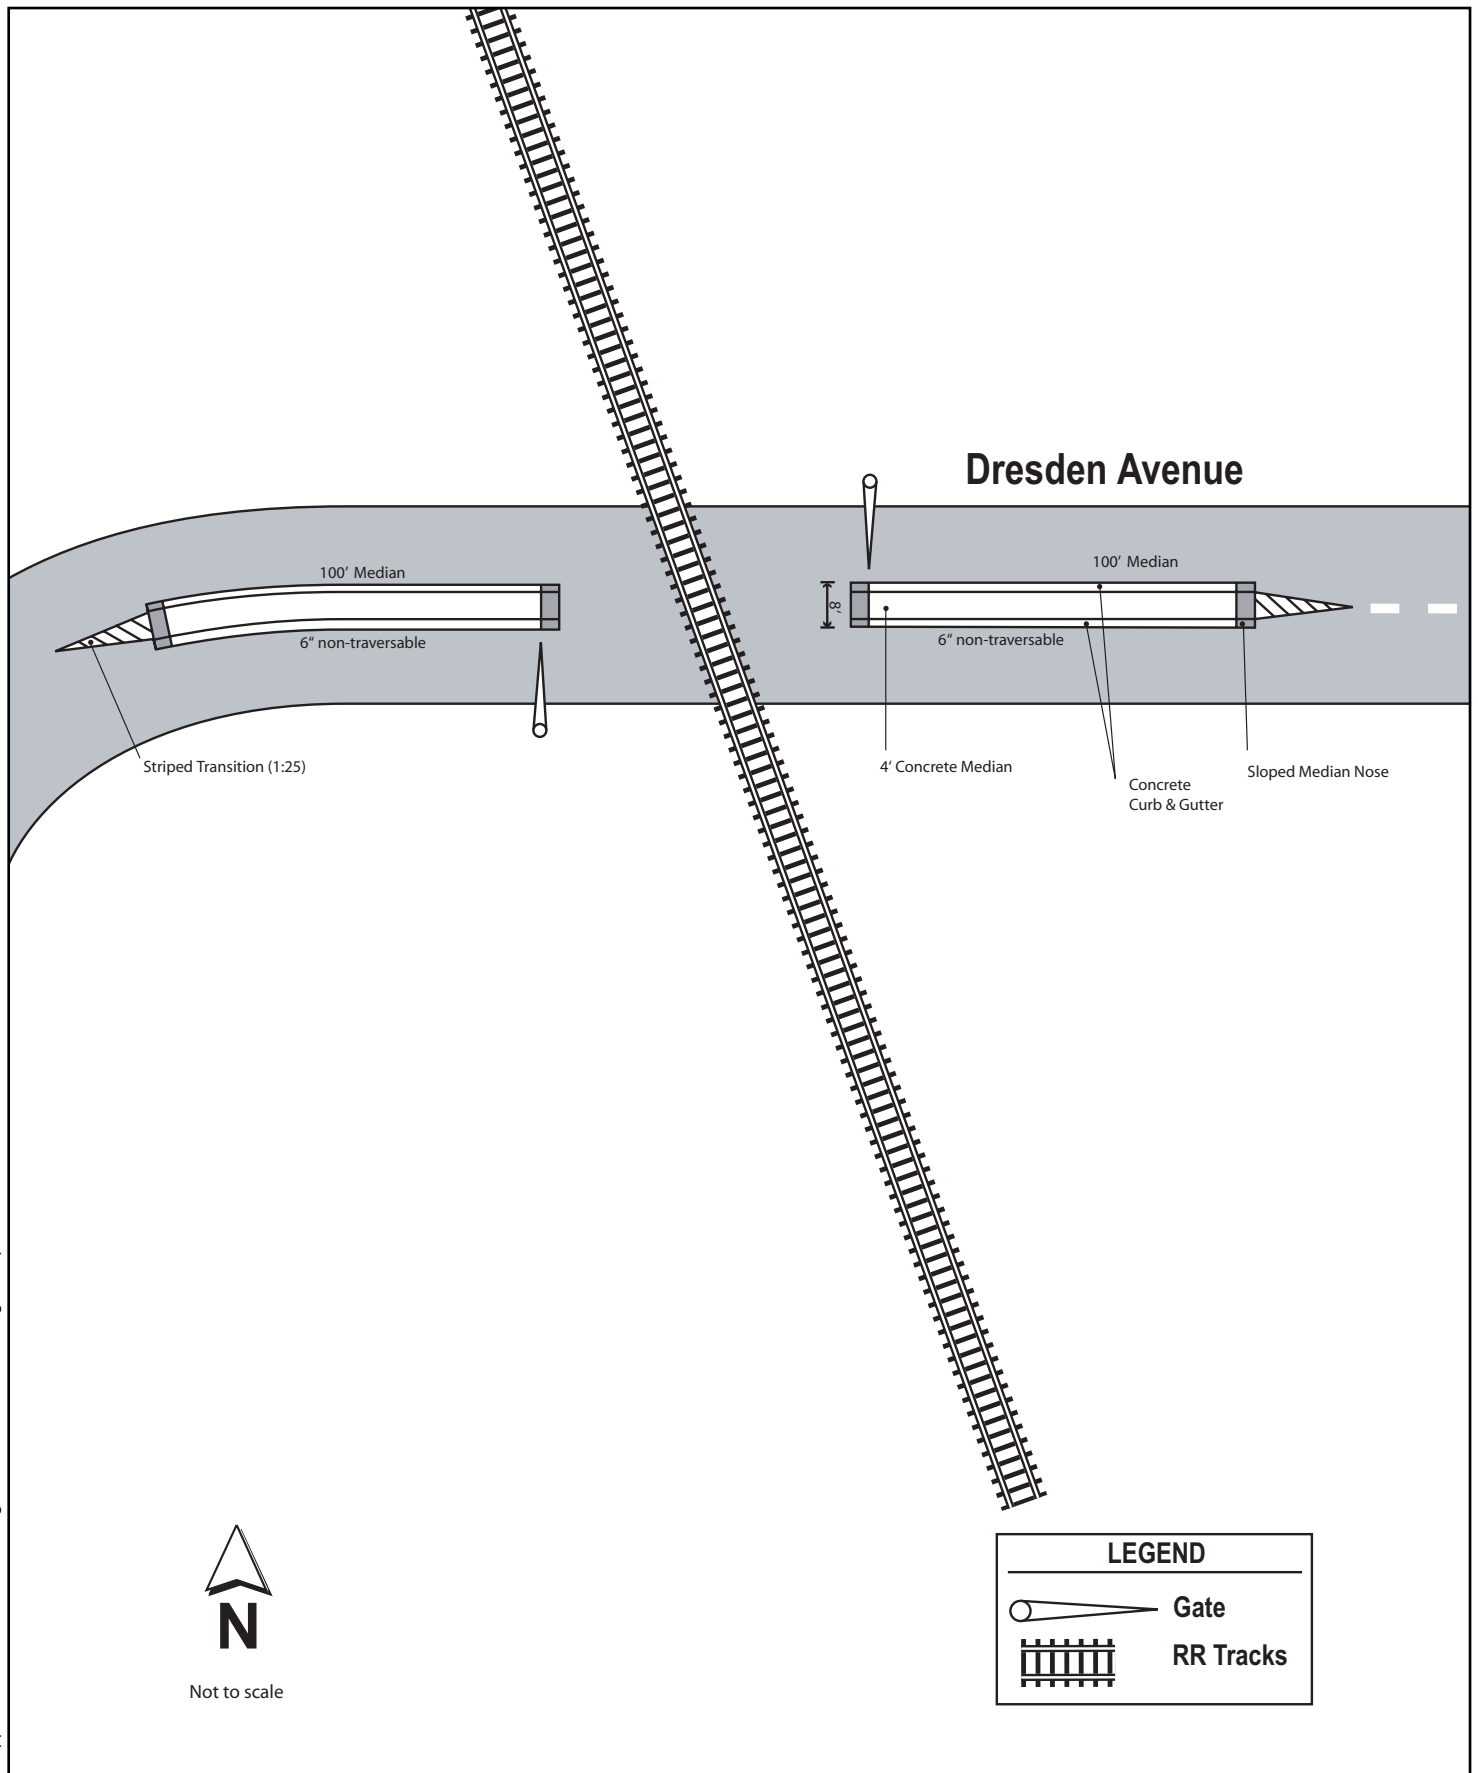 Dresden Avenue
100' Median
100' Median
8'
6“ non-traversable
6“ non-traversable
Striped Transition (1:25)
4' Concrete Median
Concrete
Curb & Gutter
Sloped Median Nose
N
Not to scale
LEGEND
Gate
RR Tracks